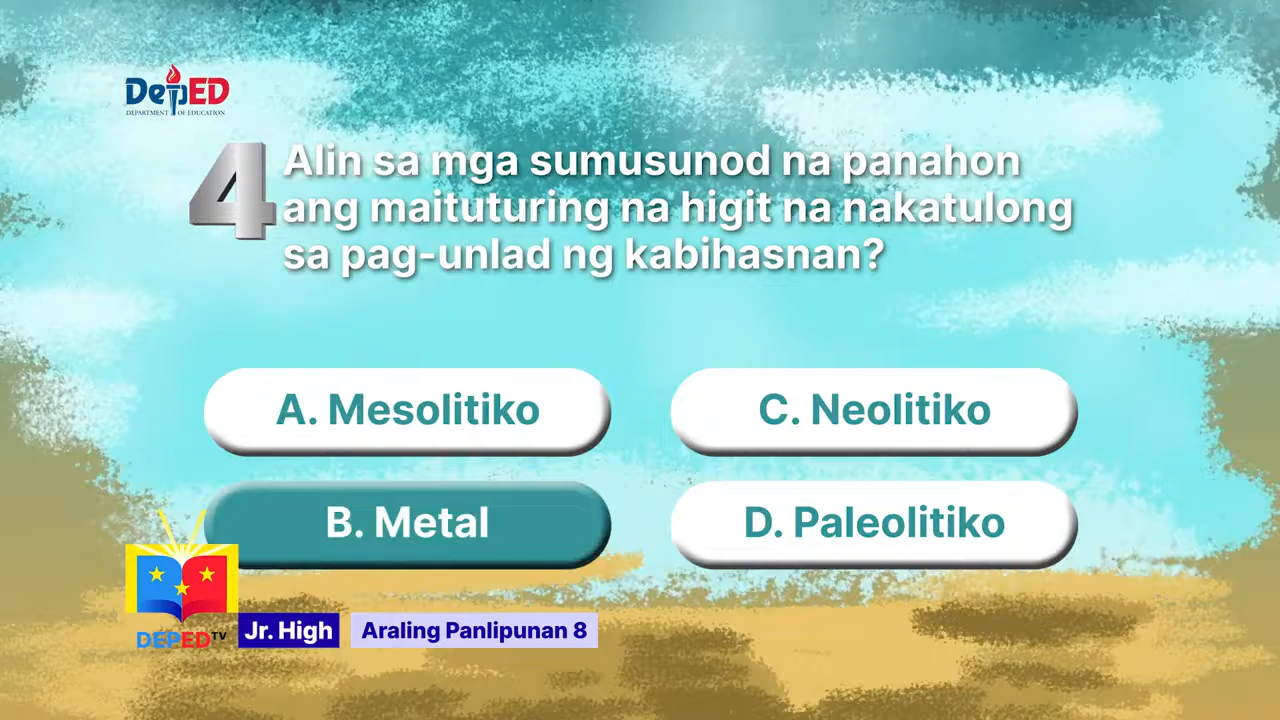 DepED
DEPARTMENT OF EDUCATION
4
Alin sa mga sumusunod na panahon
ang maituturing na higit na nakatulong
sa pag-unlad ng kabihasnan?
A. Mesolitiko
C. Neolitiko
B. Metal
D. Paleolitiko
DEPED TV
Jr. High
Araling Panlipunan 8